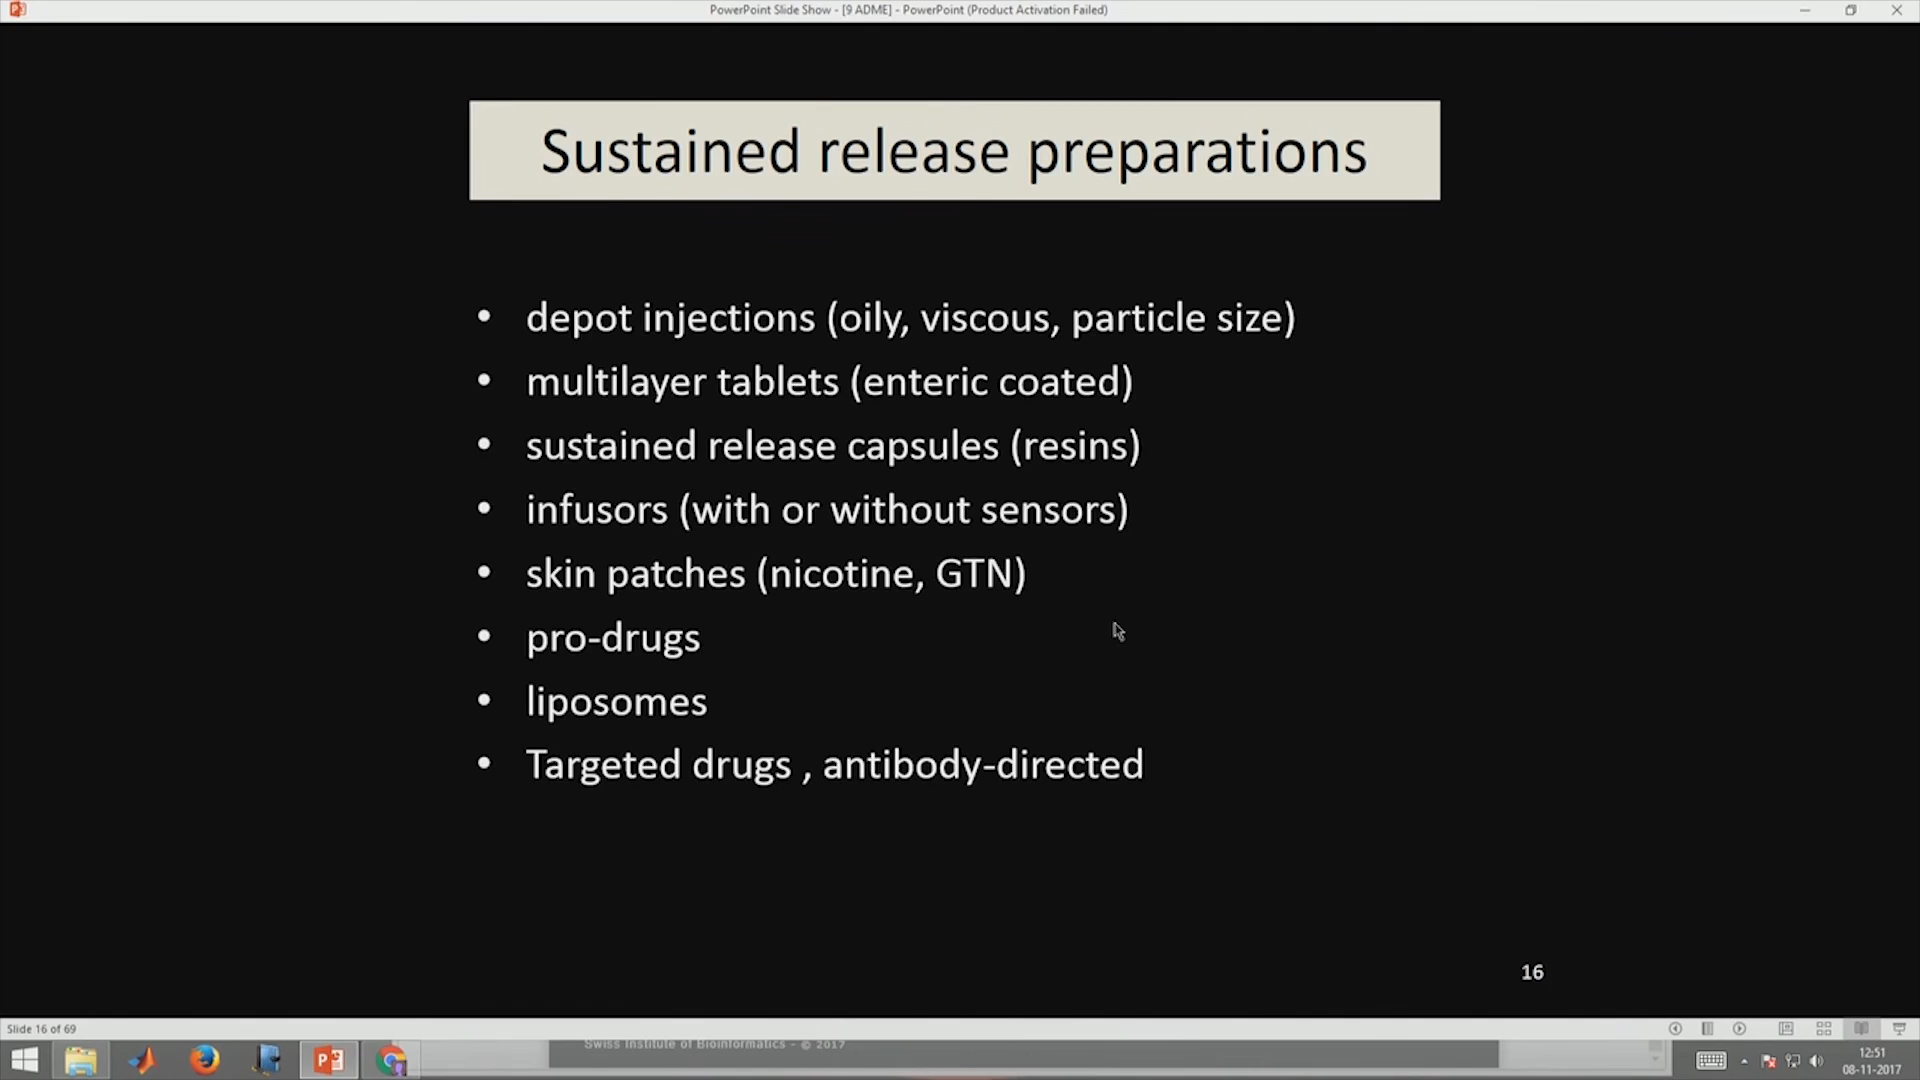 PowerPoint Slide Show - [9 ADME] - PowerPoint (Product Activation Failed)
Sustained release preparations
• depot injections (oily, viscous, particle size)
• multilayer tablets (enteric coated)
• sustained release capsules (resins)
• infusors (with or without sensors)
• skin patches (nicotine, GTN)
• pro-drugs
• liposomes
• Targeted drugs , antibody-directed
16
Slide 16 of 69
Swiss Institute of Bioinformatics - © 2017
12:51
08-11-2017